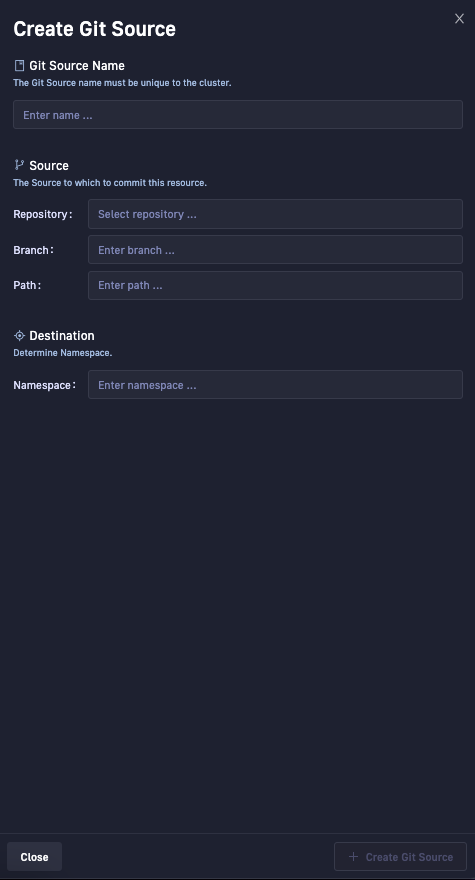 Create Git Source
Git Source Name
The Git Source name must be unique to the cluster.
Enter name ...
Source
The Source to which to commit this resource.
Repository: Select repository ...
Branch: Enter branch ...
Path: Enter path ...
Destination
Determine Namespace.
Namespace: Enter namespace ...
Close + Create Git Source